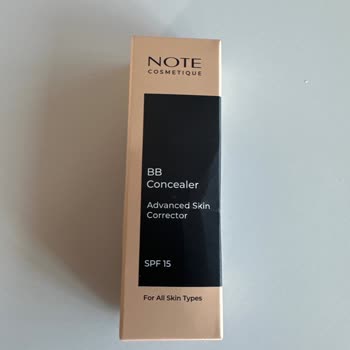 NOTE
COSMETIQUE
BB
Concealer
Advanced Skin
Corrector
SPF 15
For All Skin Types